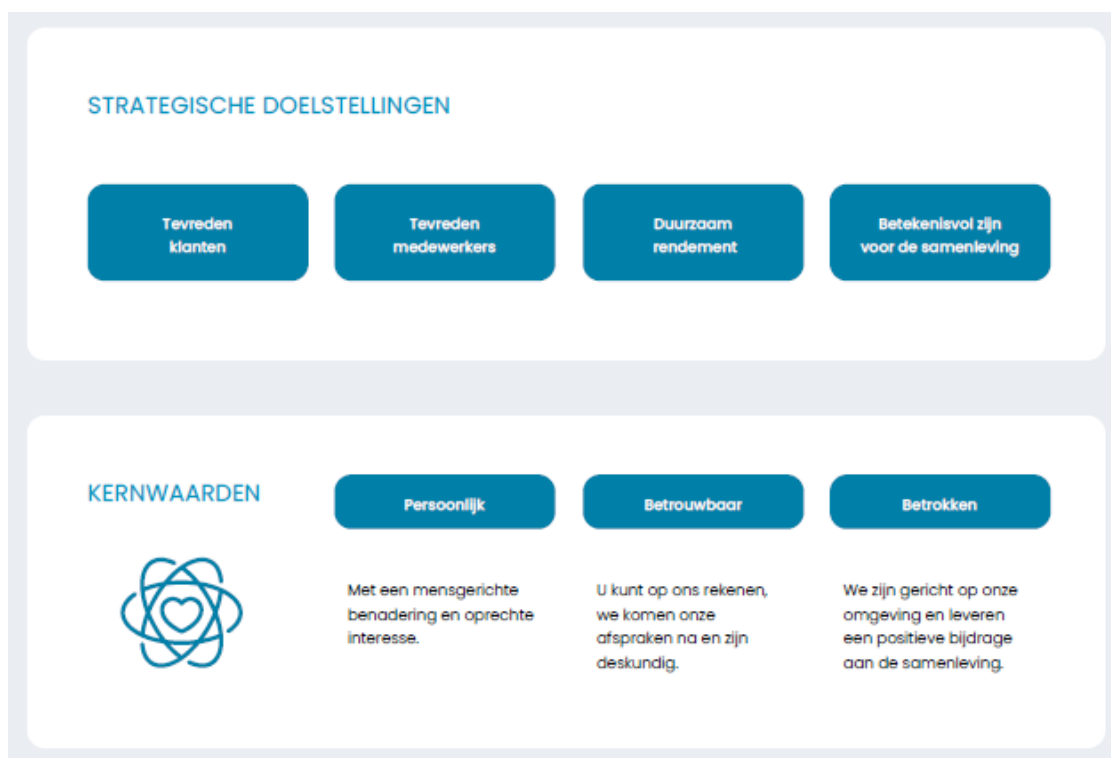 STRATEGISCHE DOELSTELLINGEN
Tevreden
klanten
Tevreden
medewerkers
Duurzaam
rendement
Betekenisvol zijn
voor de samenleving
KERNWAARDEN
Persoonlijk
Met een mensgerichte
benadering en oprechte
interesse.
Betrouwbaar
U kunt op ons rekenen,
we komen onze
afspraken na en zijn
deskundig.
Betrokken
We zijn gericht op onze
omgeving en leveren
een positieve bijdrage
aan de samenleving.